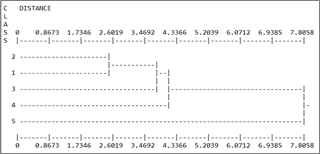 C DISTANCE
L
A
S 0 0.8673 1.7346 2.6019 3.4692 4.3366 5.2039 6.0712 6.9385 7.8058
S |-------|-------|-------|-------|-------|-------|-------|-------|-------|
2
1
3
4
5
|-------|-------|-------|-------|-------|-------|-------|-------|-------|
0 0.8673 1.7346 2.6019 3.4692 4.3366 5.2039 6.0712 6.9385 7.8058